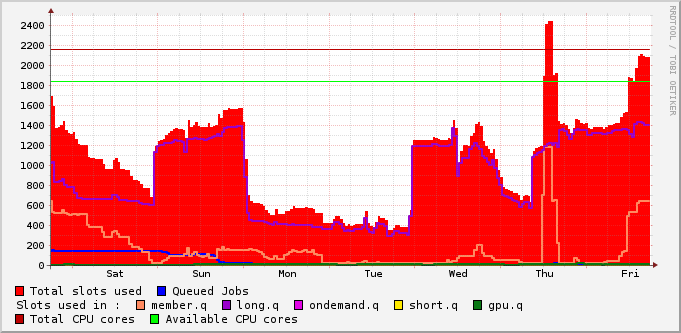 RRDTOOL / TOBI OETIKER
2400
2200
2000
1800
1600
1400
1200
1000
800
600
400
200
0
Sat Sun Mon Tue Wed Thu Fri
Total slots used Queued Jobs
Slots used in : member.q long.q ondemand.q short.q gpu.q
Total CPU cores Available CPU cores